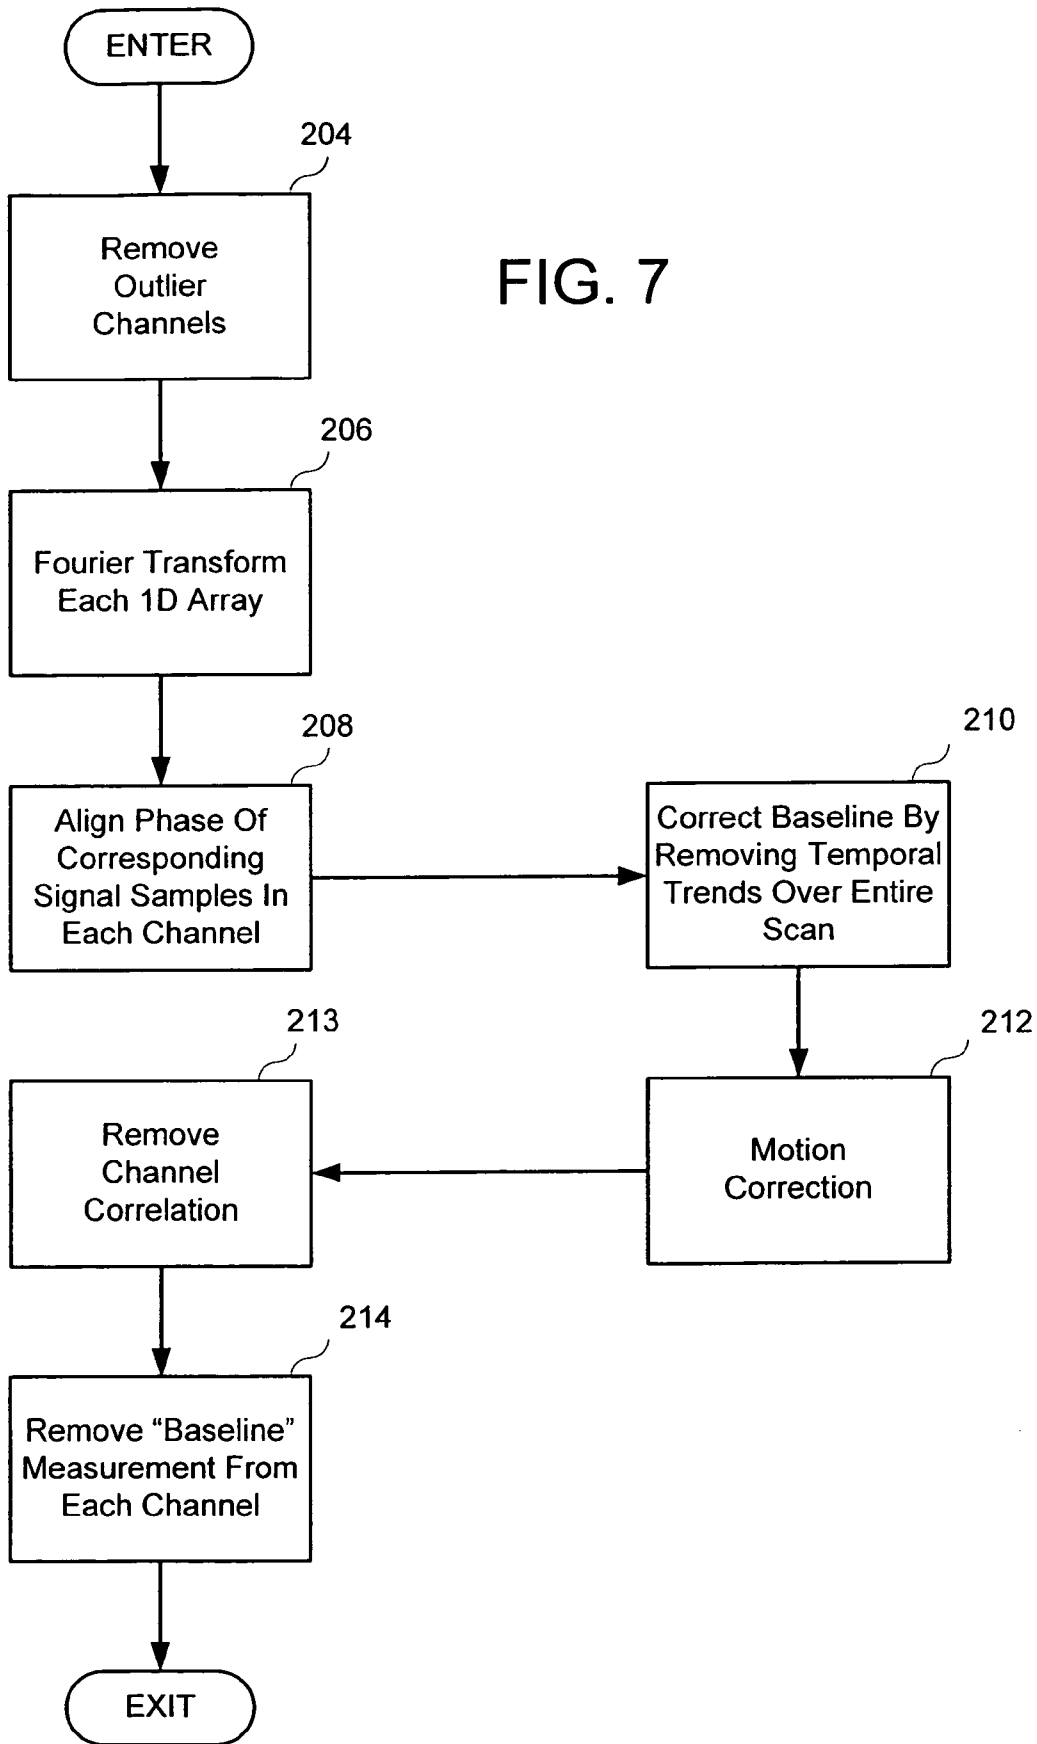 ENTER
204
Remove
Outlier
Channels
FIG. 7
206
Fourier Transform
Each 1D Array
208
Align Phase Of
Corresponding
Signal Samples In
Each Channel
210
Correct Baseline By
Removing Temporal
Trends Over Entire
Scan
212
Motion
Correction
213
Remove
Channel
Correlation
214
Remove “Baseline”
Measurement From
Each Channel
EXIT